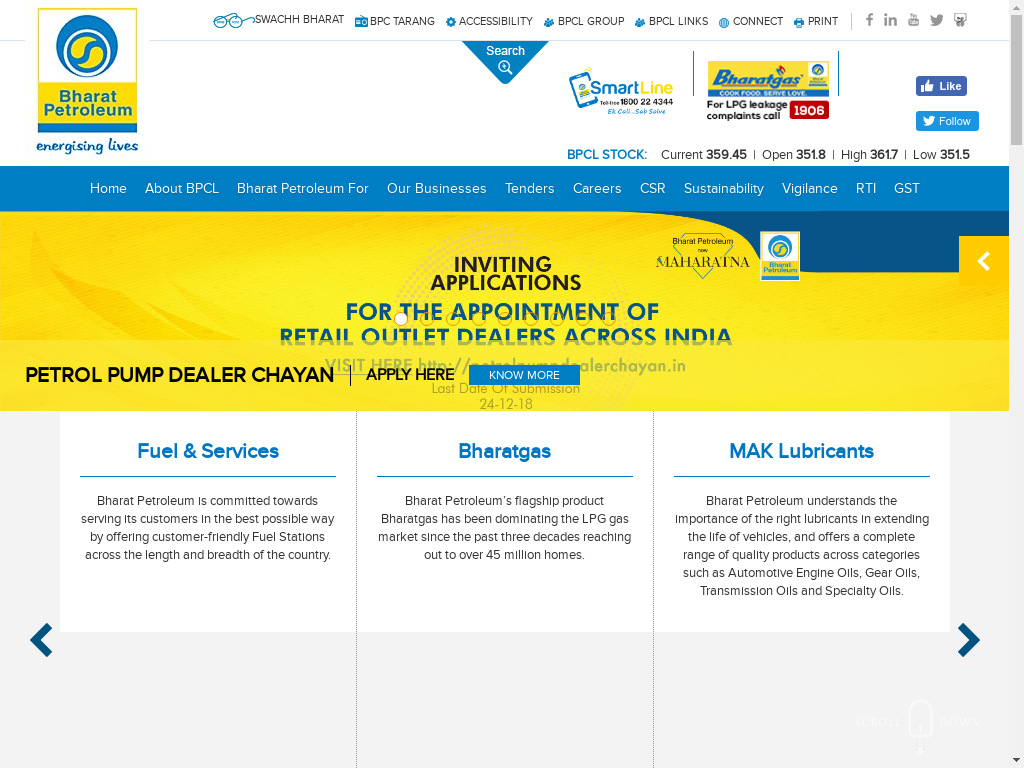 SWACHH BHARAT BPC TARANG ACCESSIBILITY BPCL GROUP BPCL LINKS CONNECT PRINT
Bharat
Petroleum
energising lives
Search
SmartLine
Toll-free 1800 22 4344
Ek Call...Sab Solve
Bharatgas
COOK FOOD. SERVE LOVE.
For LPG leakage
complaints call 1906
Like
Follow
BPCL STOCK: Current 359.45 | Open 351.8 | High 361.7 | Low 351.5
Home About BPCL Bharat Petroleum For Our Businesses Tenders Careers CSR Sustainability Vigilance RTI GST
Bharat Petroleum
now
MAHARATNA
Bharat
Petroleum
INVITING
APPLICATIONS
FOR THE APPOINTMENT OF
RETAIL OUTLET DEALERS ACROSS INDIA
VISIT HERE http://petrolpumpdealerchayan.in
PETROL PUMP DEALER CHAYAN | APPLY HERE KNOW MORE
Last Date Of Submission
24-12-18
Fuel & Services
Bharat Petroleum is committed towards
serving its customers in the best possible way
by offering customer-friendly Fuel Stations
across the length and breadth of the country.
Bharatgas
Bharat Petroleum's flagship product
Bharatgas has been dominating the LPG gas
market since the past three decades reaching
out to over 45 million homes.
MAK Lubricants
Bharat Petroleum understands the
importance of the right lubricants in extending
the life of vehicles, and offers a complete
range of quality products across categories
such as Automotive Engine Oils, Gear Oils,
Transmission Oils and Specialty Oils.
SCROLL DOWN